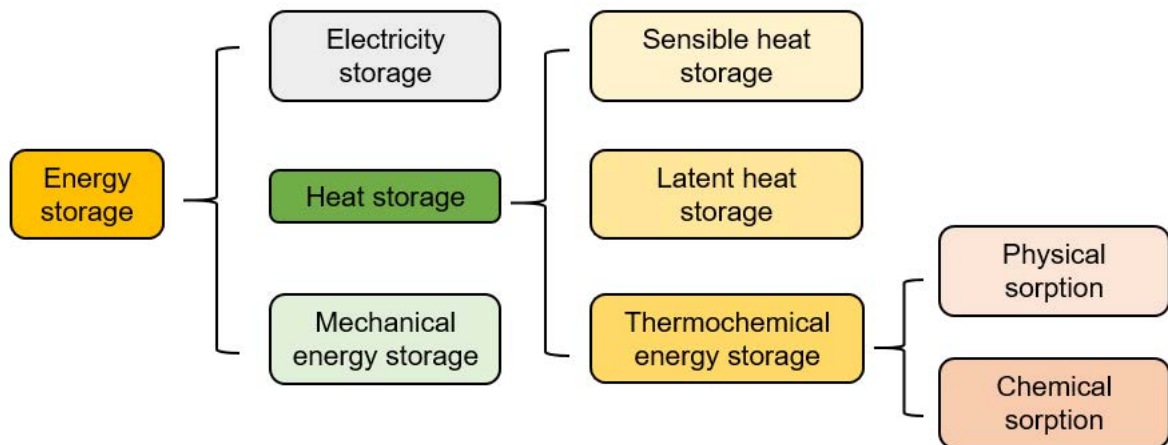 Energy
storage
Electricity
storage
Heat storage
Mechanical
energy storage
Sensible heat
storage
Latent heat
storage
Thermochemical
energy storage
Physical
sorption
Chemical
sorption